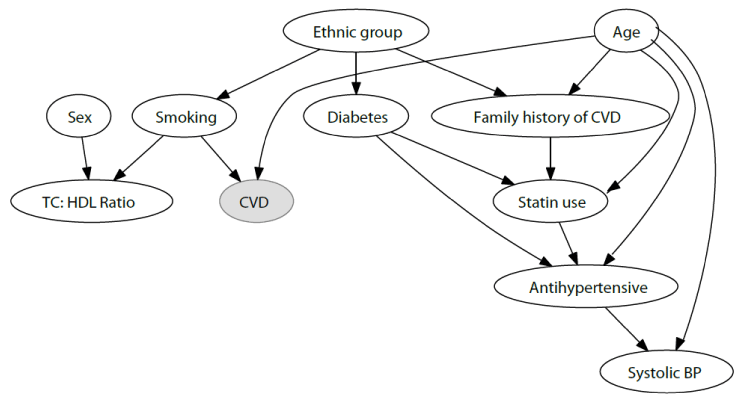 Ethnic group
Age
Sex
Smoking
Diabetes
Family history of CVD
TC: HDL Ratio
CVD
Statin use
Antihypertensive
Systolic BP